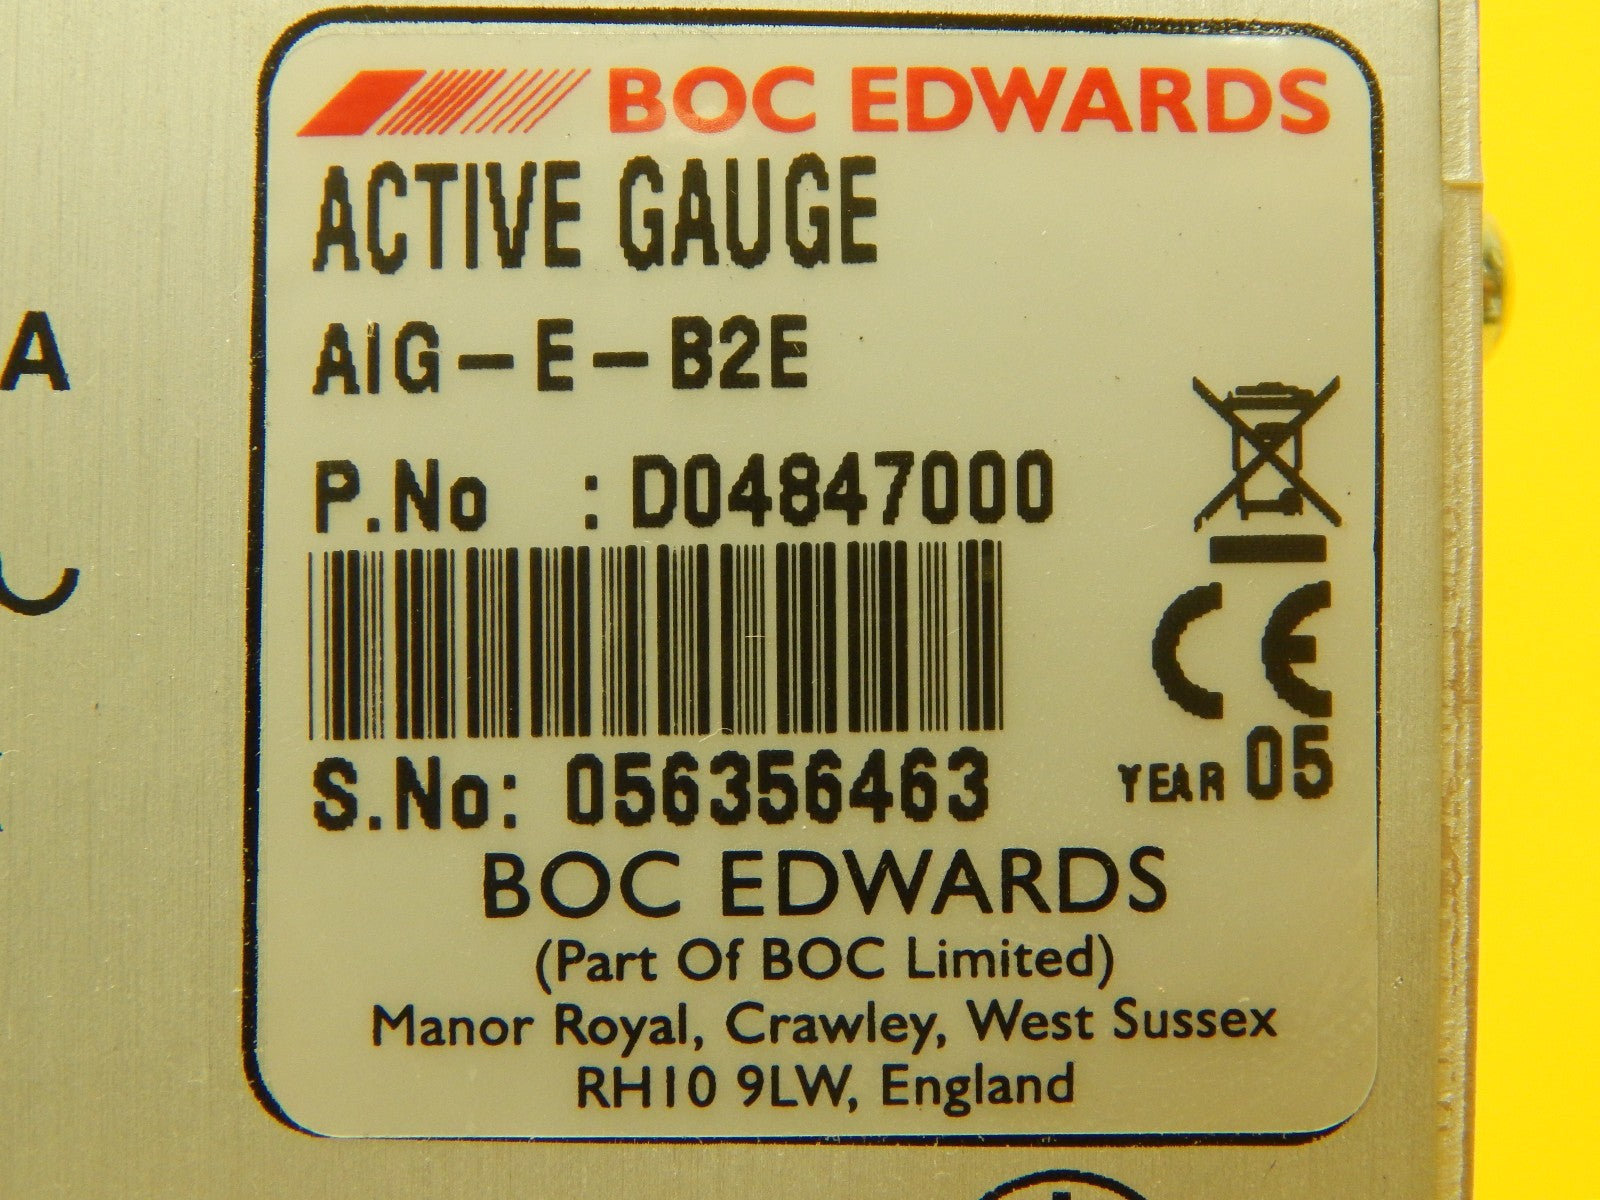 BOC EDWARDS
ACTIVE GAUGE
AIG-E-B2E
P.No : D04847000
S.No: 056356463
YEAR 05
BOC EDWARDS
(Part Of BOC Limited)
Manor Royal, Crawley, West Sussex
RH10 9LW, England
A
CE